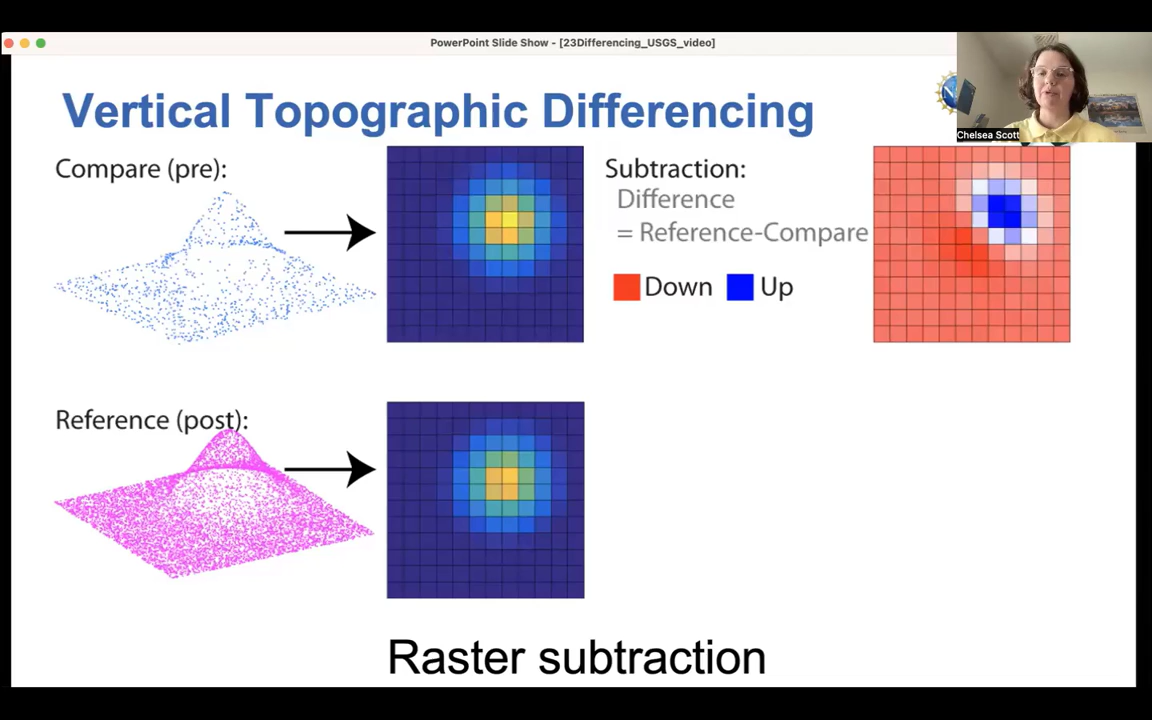 PowerPoint Slide Show - [23Differencing_USGS_video]
Chelsea Scott
Vertical Topographic Differencing
Compare (pre):
Subtraction:
Difference
= Reference-Compare
Down
Up
Reference (post):
Raster subtraction